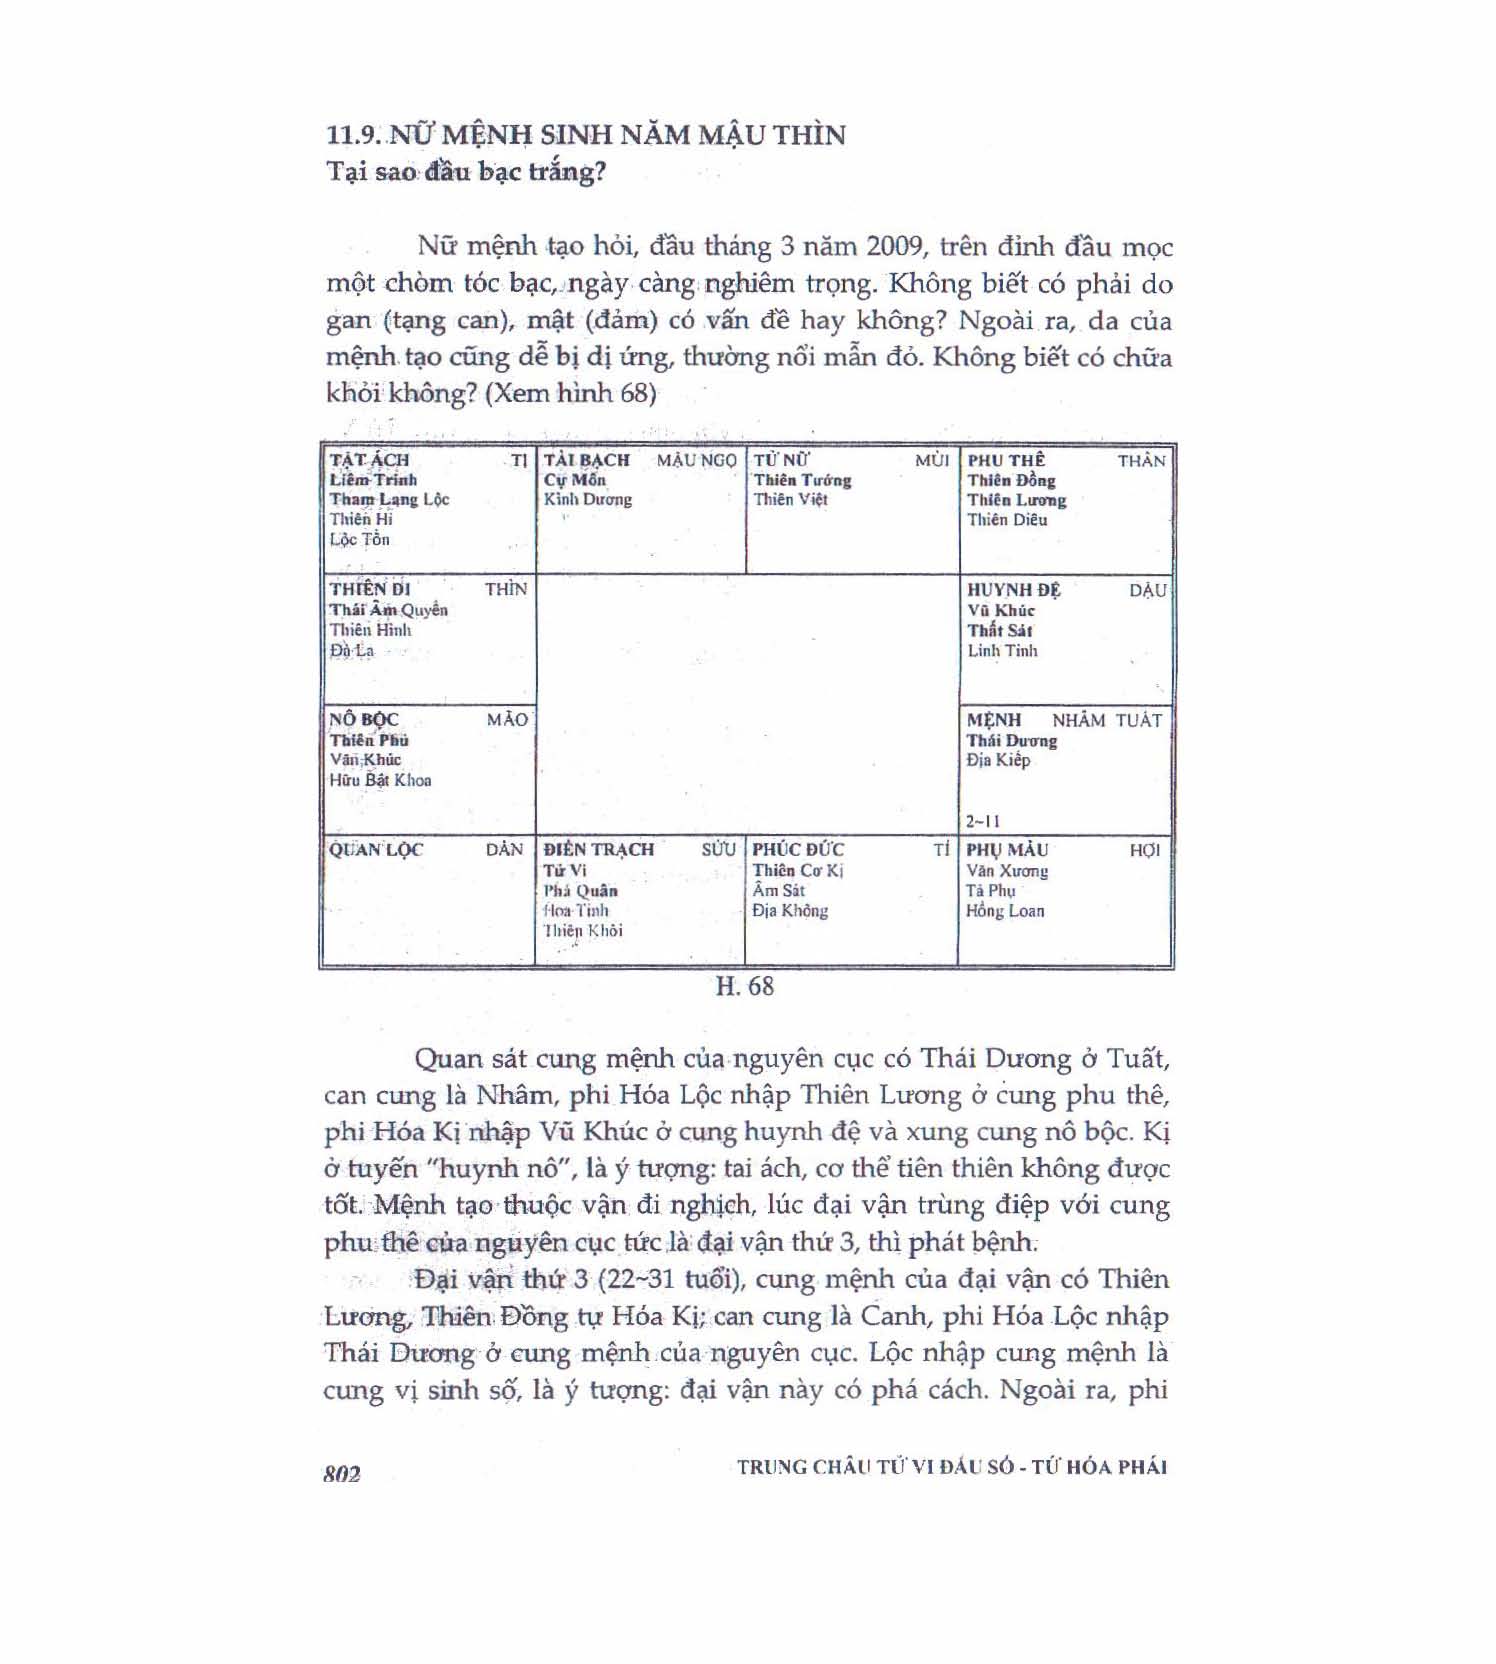 11.9. NỮ MỆNH SINH NĂM MẬU THÌN
Tại sao đầu bạc trắng?
Nữ mệnh tạo hỏi, đầu tháng 3 năm 2009, trên đỉnh đầu mọc
một chòm tóc bạc, ngày càng nghiêm trọng. Không biết có phải do
gan (tạng can), mật (đảm) có vấn đề hay không? Ngoài ra, da của
mệnh tạo cũng dễ bị dị ứng, thường nổi mẫn đỏ. Không biết có chữa
khỏi không? (Xem hình 68)
TẬT ÁCH TỊ
Liêm Trinh
Tham Lang Lộc
Thiên Hỉ
Lộc Tồn
TÀI BẠCH MẬU NGỌ
Cự Môn
Kình Dương
TỬ NỮ MÙI
Thiên Tướng
Thiên Việt
PHU THÊ THÂN
Thiên Đồng
Thiên Lương
Thiên Diêu
THIÊN DI THÌN
Thái Âm Quyền
Thiên Hình
Đà La
HUYNH ĐỆ DẬU
Vũ Khúc
Thất Sát
Linh Tinh
NÔ BỘC MÃO
Thiên Phủ
Văn Khúc
Hữu Bật Khoa
MỆNH NHÂM TUẤT
Thái Dương
Địa Kiếp
2~11
QUAN LỘC DẦN
ĐIỀN TRẠCH SỬU
Tử Vi
Phá Quân
Hỏa Tinh
Thiên Khôi
PHÚC ĐỨC TÍ
Thiên Cơ Kị
Âm Sát
Địa Không
PHỤ MẪU HỢI
Văn Xương
Tả Phụ
Hồng Loan
H. 68
Quan sát cung mệnh của nguyên cục có Thái Dương ở Tuất,
can cung là Nhâm, phi Hóa Lộc nhập Thiên Lương ở cung phu thê,
phi Hóa Kị nhập Vũ Khúc ở cung huynh đệ và xung cung nô bộc. Kị
ở tuyến "huynh nô", là ý tượng: tai ách, cơ thể tiên thiên không được
tốt. Mệnh tạo thuộc vận đi nghịch, lúc đại vận trùng điệp với cung
phu thê của nguyên cục tức là đại vận thứ 3, thì phát bệnh.
Đại vận thứ 3 (22~31 tuổi), cung mệnh của đại vận có Thiên
Lương, Thiên Đồng tự Hóa Kị; can cung là Canh, phi Hóa Lộc nhập
Thái Dương ở cung mệnh của nguyên cục. Lộc nhập cung mệnh là
cung vị sinh số, là ý tượng: đại vận này có phá cách. Ngoài ra, phi
802
TRUNG CHÂU TỬ VI ĐẨU SỐ - TỨ HÓA PHÁI